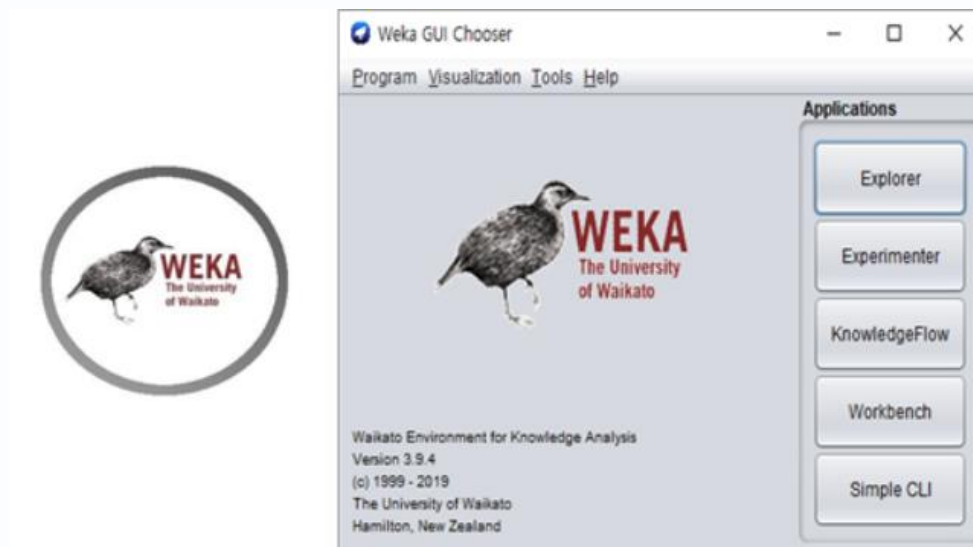 WEKA
The University
of Waikato
Weka GUI Chooser
Program Visualization Tools Help
WEKA
The University
of Waikato
Waikato Environment for Knowledge Analysis
Version 3.9.4
(c) 1999 - 2019
The University of Waikato
Hamilton, New Zealand
Applications
Explorer
Experimenter
KnowledgeFlow
Workbench
Simple CLI